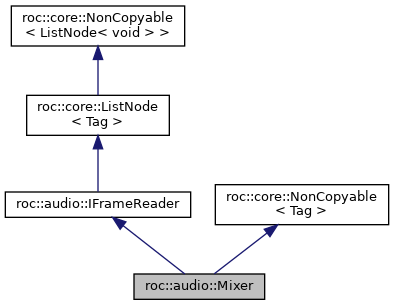 roc::core::NonCopyable
< ListNode< void > >
roc::core::ListNode
< Tag >
roc::audio::IFrameReader
roc::core::NonCopyable
< Tag >
roc::audio::Mixer